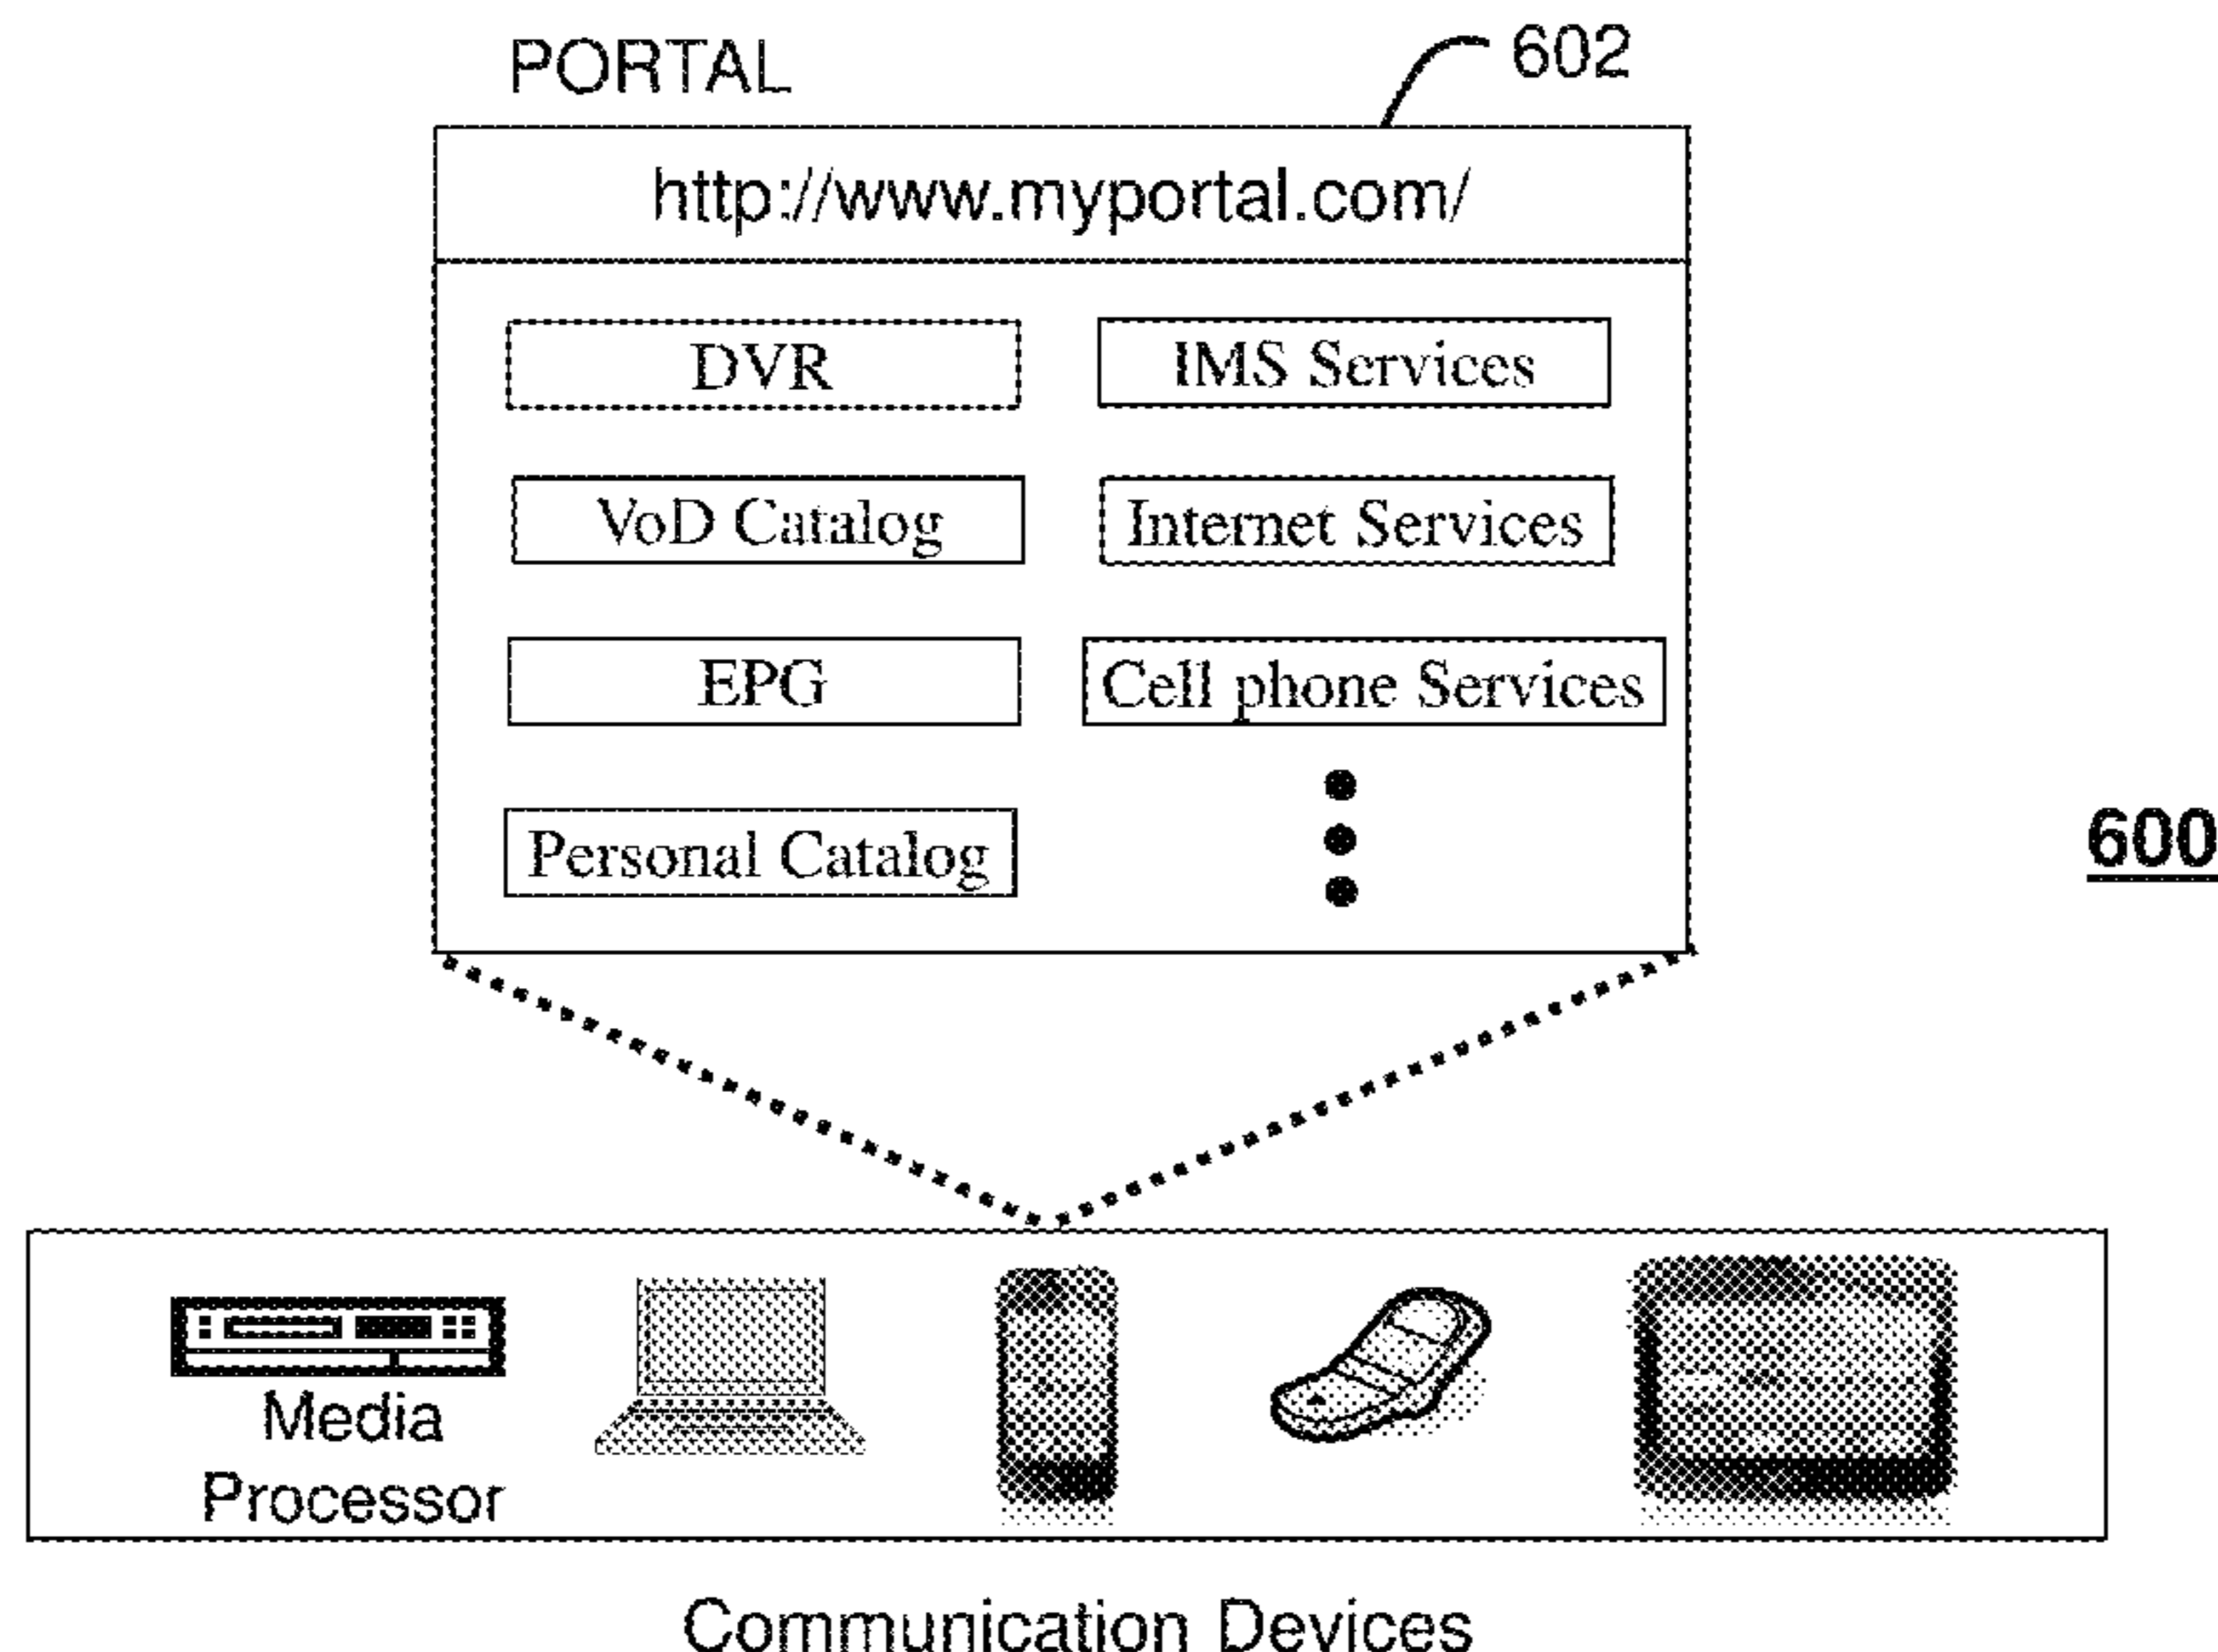 PORTAL
602
http://www.myportal.com/
DVR
IMS Services
VoD Catalog
Internet Services
EPG
Cell phone Services
Personal Catalog
600
Media
Processor
Communication Devices